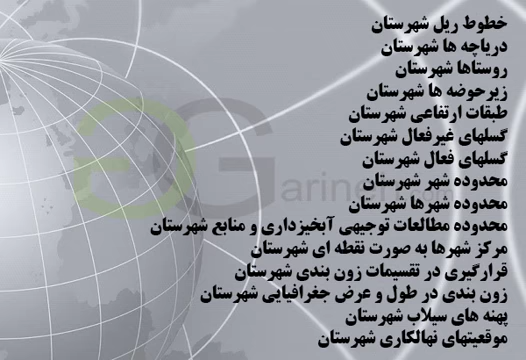 خطوط ریل شهرستان
دریاچه ها شهرستان
روستاها شهرستان
زیرحوضه ها شهرستان
طبقات ارتفاعی شهرستان
گسلهای غیرفعال شهرستان
گسلهای فعال شهرستان
محدوده شهر شهرستان
محدوده شهرها شهرستان
محدوده مطالعات توجیهی آبخیزداری و منابع شهرستان
مرکز شهرها به صورت نقطه ای شهرستان
قرارگیری در تقسیمات زون بندی شهرستان
زون بندی در طول و عرض جغرافیایی شهرستان
پهنه های سیلاب شهرستان
موقعیتهای نهالکاری شهرستان